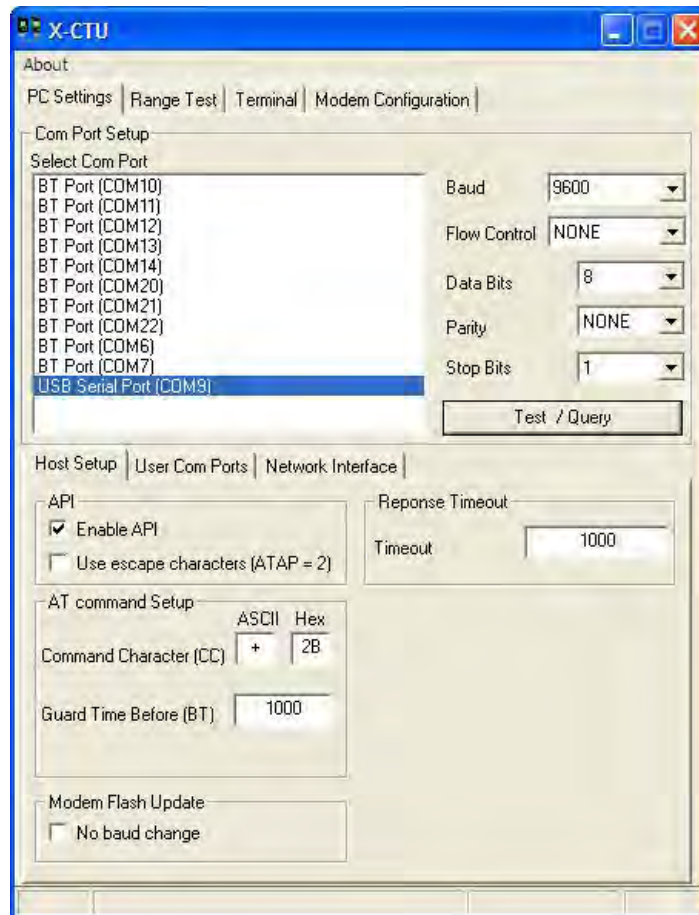 X-CTU
About
PC Settings Range Test Terminal Modem Configuration
Com Port Setup
Select Com Port
BT Port (COM10)
BT Port (COM11)
BT Port (COM12)
BT Port (COM13)
BT Port (COM14)
BT Port (COM20)
BT Port (COM21)
BT Port (COM22)
BT Port (COM6)
BT Port (COM7)
USB Serial Port (COM9)
Baud 9600
Flow Control NONE
Data Bits 8
Parity NONE
Stop Bits 1
Test / Query
Host Setup User Com Ports Network Interface
API
Enable API
Use escape characters (ATAP = 2)
Reponse Timeout
Timeout 1000
AT command Setup
ASCII Hex
Command Character (CC) + 2B
Guard Time Before (BT) 1000
Modem Flash Update
No baud change